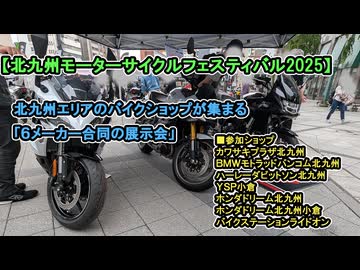 【北九州モーターサイクルフェスティバル2025】
北九州エリアのバイクショップが集まる
「6メーカー合同の展示会」
■参加ショップ
カワサキプラザ北九州
BMWモトラッドバンコム北九州
ハーレーダビットソン北九州
YSP小倉
ホンダドリーム北九州
ホンダドリーム北九州小倉
バイクステーションライトオン